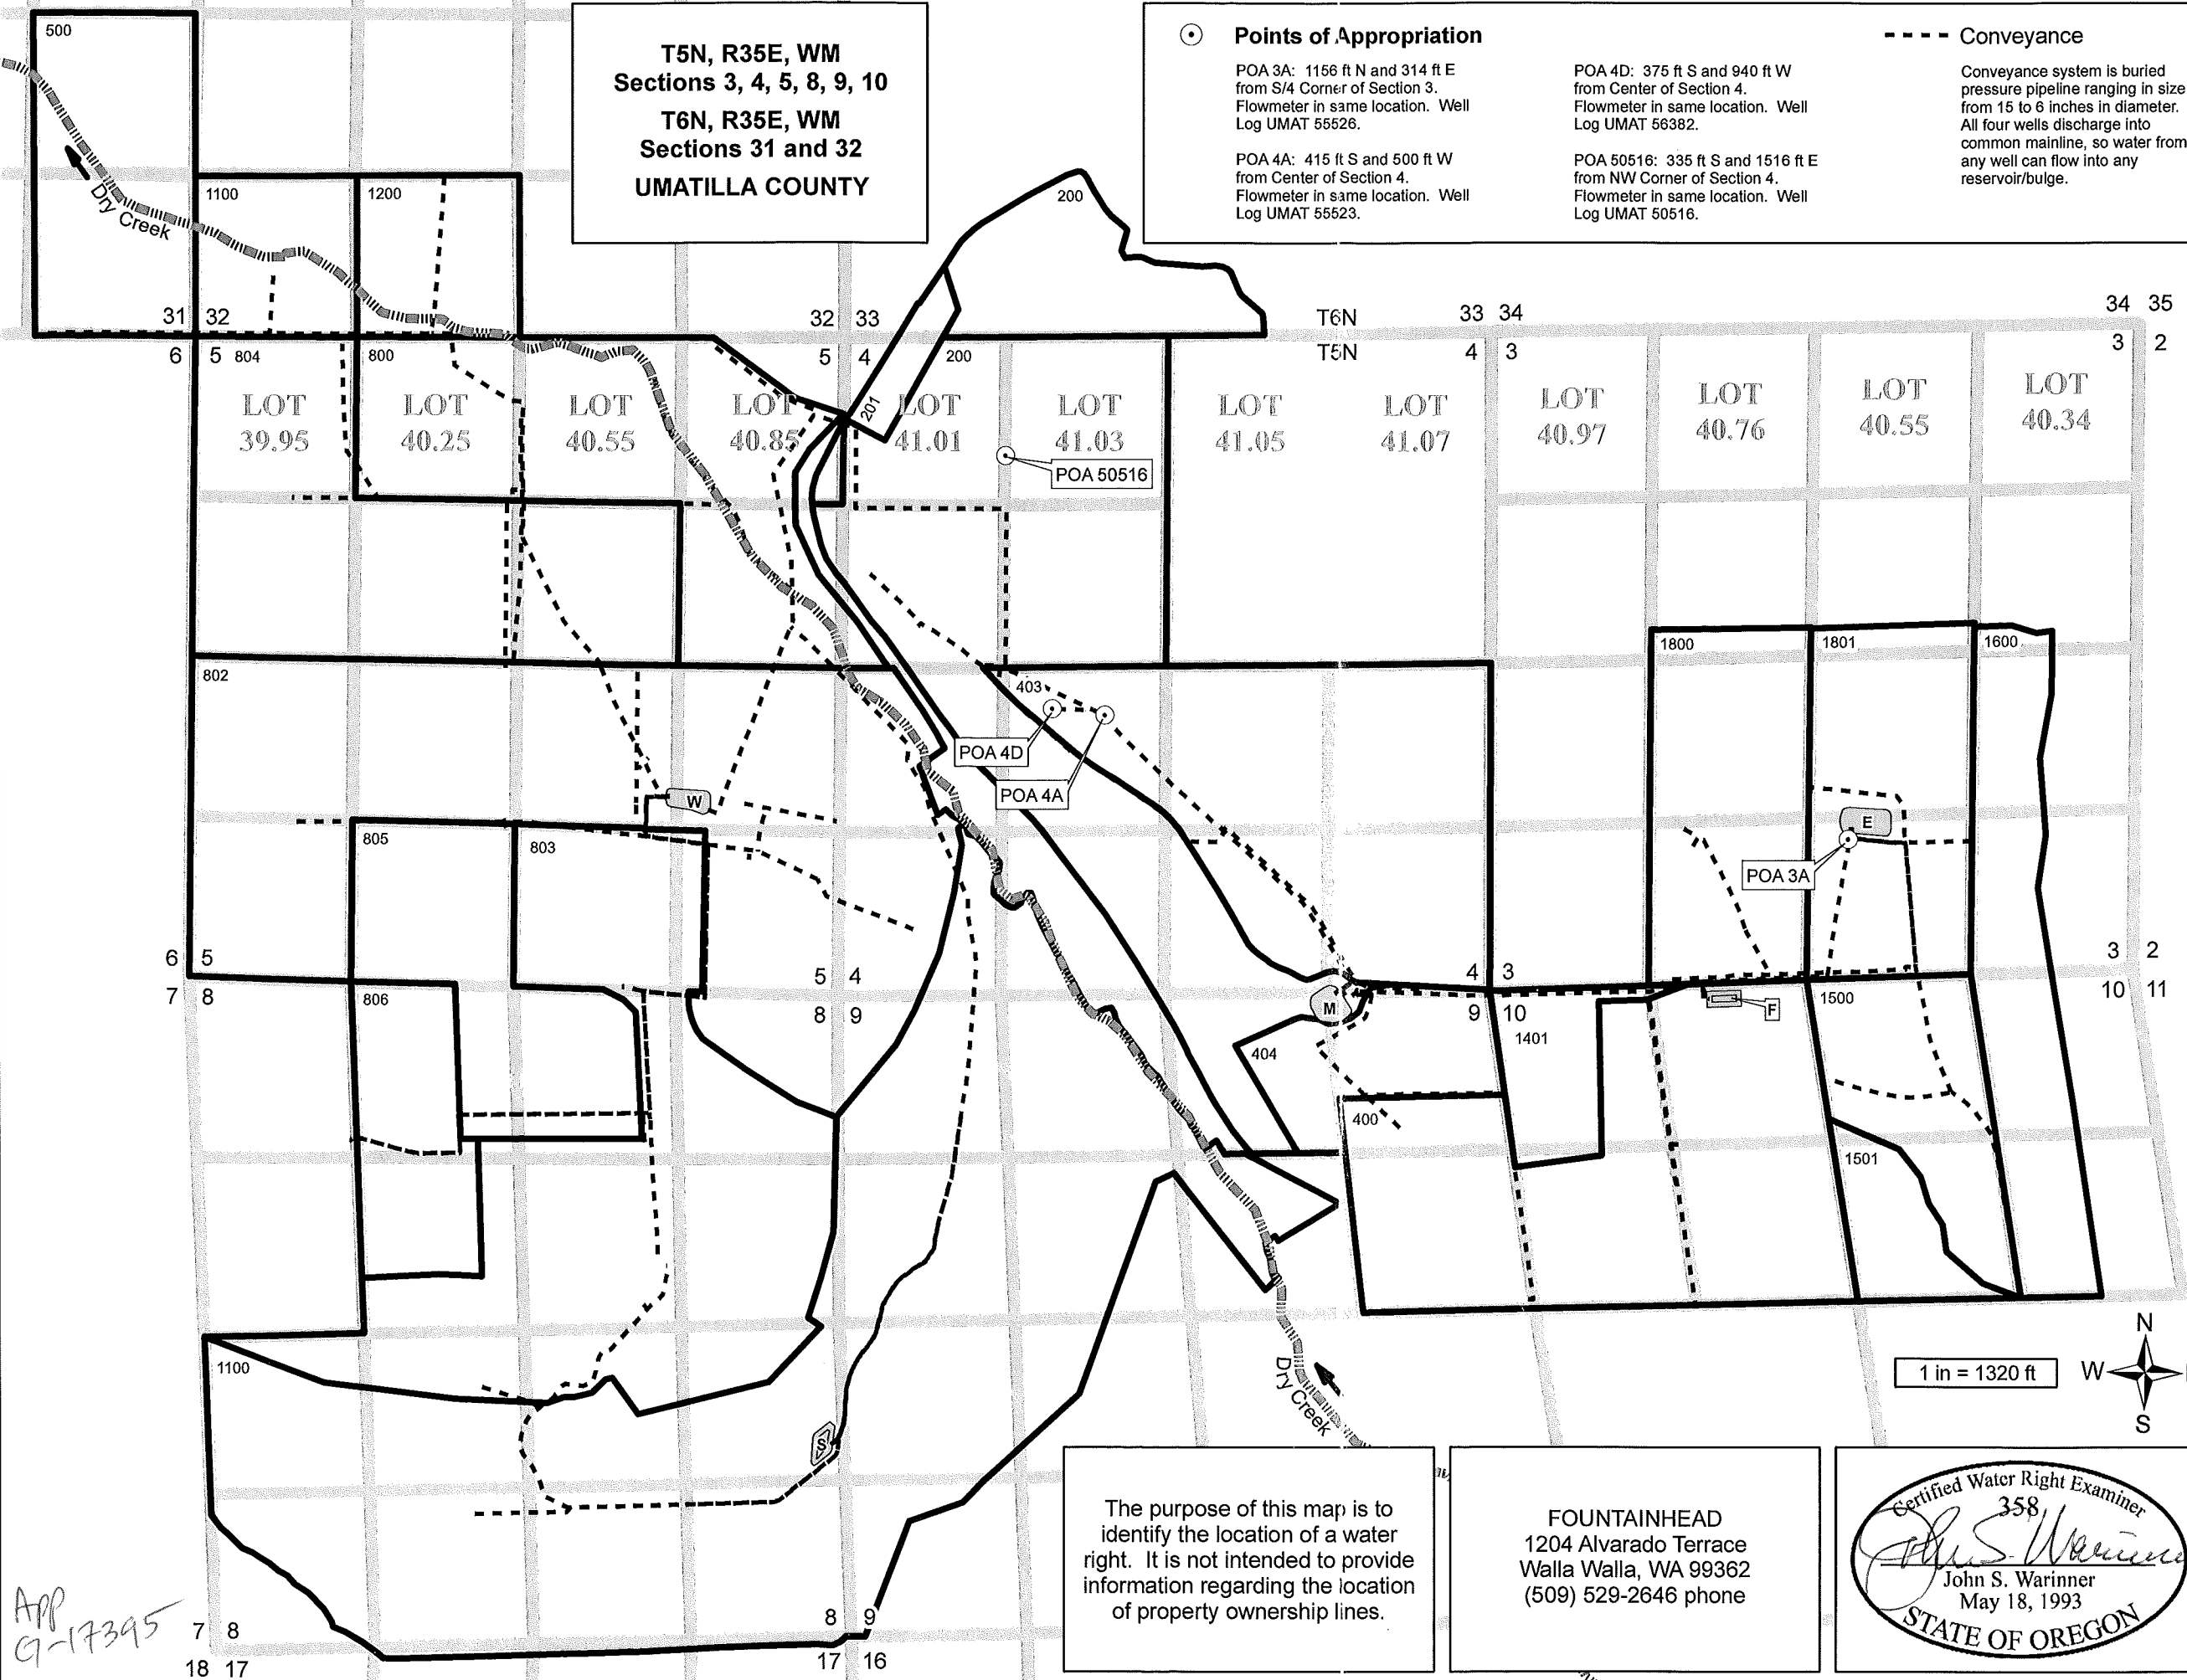 T5N, R35E, WM
Sections 3, 4, 5, 8, 9, 10
T6N, R35E, WM
Sections 31 and 32
UMATILLA COUNTY
Points of Appropriation
POA 3A: 1156 ft N and 314 ft E
from S/4 Corner of Section 3.
Flowmeter in same location. Well
Log UMAT 55526.
POA 4A: 415 ft S and 500 ft W
from Center of Section 4.
Flowmeter in same location. Well
Log UMAT 55523.
POA 4D: 375 ft S and 940 ft W
from Center of Section 4.
Flowmeter in same location. Well
Log UMAT 56382.
POA 50516: 335 ft S and 1516 ft E
from NW Corner of Section 4.
Flowmeter in same location. Well
Log UMAT 50516.
Conveyance
Conveyance system is buried
pressure pipeline ranging in size
from 15 to 6 inches in diameter.
All four wells discharge into
common mainline, so water from
any well can flow into any
reservoir/bulge.
500
Dry Creek
1100
1200
200
31 32
32 33
T6N
33 34
34 35
6 5
804
800
5 4
200
T5N
4 3
3 2
201
LOT
39.95
LOT
40.25
LOT
40.55
LOT
40.85
LOT
41.01
LOT
41.03
LOT
41.05
LOT
41.07
LOT
40.97
LOT
40.76
LOT
40.55
LOT
40.34
POA 50516
802
403
1800
1801
1600
POA 4D
POA 4A
W
E
805
803
POA 3A
6 5
7 8
806
5 4
8 9
4 3
9 10
3 2
10 11
M
F
1401
1500
404
400
1501
1100
S
Dry Creek
1 in = 1320 ft
N
W
S
The purpose of this map is to
identify the location of a water
right. It is not intended to provide
information regarding the location
of property ownership lines.
FOUNTAINHEAD
1204 Alvarado Terrace
Walla Walla, WA 99362
(509) 529-2646 phone
Certified Water Right Examiner
358
John S. Warinner
John S. Warinner
May 18, 1993
STATE OF OREGON
App
G-17395
7 8
18 17
8 9
17 16